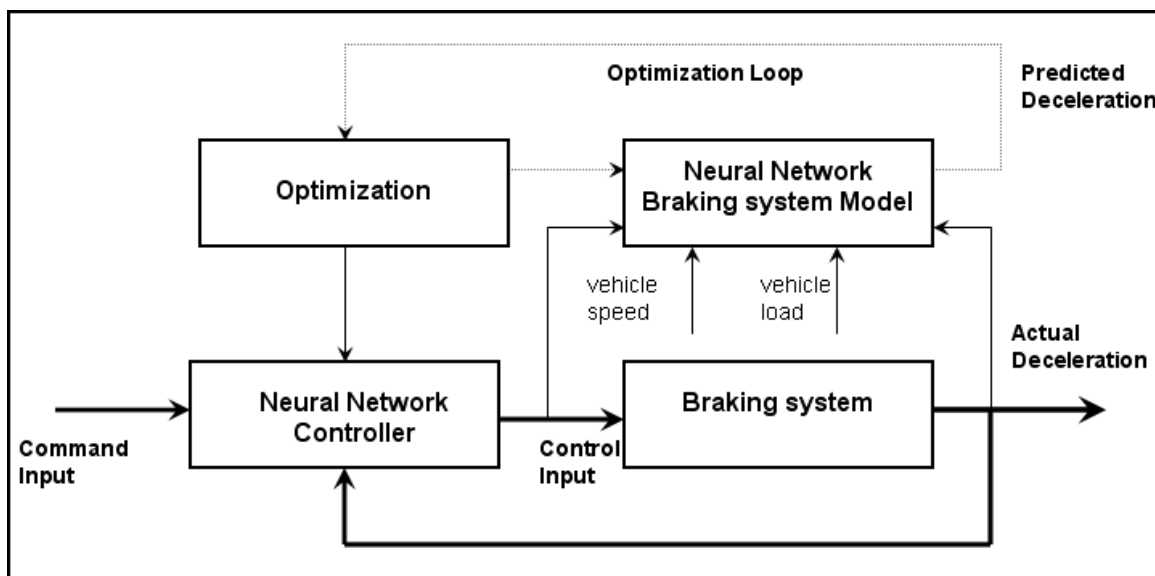 Optimization Loop
Predicted
Deceleration
Optimization
Neural Network
Braking system Model
vehicle
speed
vehicle
load
Actual
Deceleration
Neural Network
Controller
Braking system
Command
Input
Control
Input